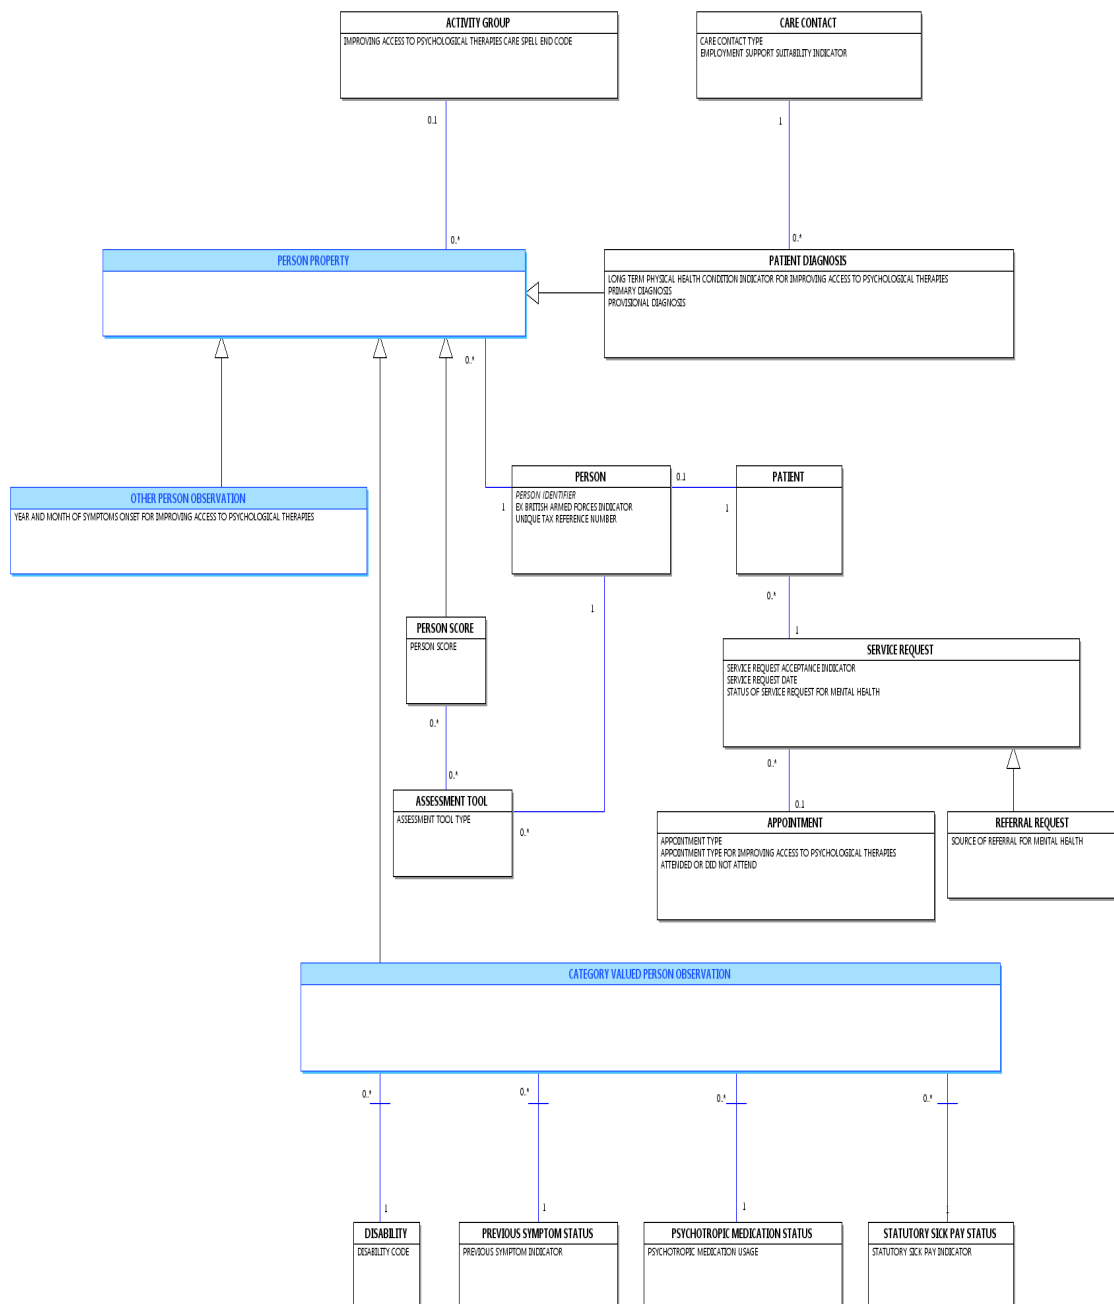 ACTIVITY GROUP
IMPROVING ACCESS TO PSYCHOLOGICAL THERAPIES CARE SPELL END CODE
CARE CONTACT
CARE CONTACT TYPE
EMPLOYMENT SUPPORT SUITABILITY INDICATOR
0..1
1
0..*
0..*
PERSON PROPERTY
PATIENT DIAGNOSIS
LONG TERM PHYSICAL HEALTH CONDITION INDICATOR FOR IMPROVING ACCESS TO PSYCHOLOGICAL THERAPIES
PRIMARY DIAGNOSIS
PROVISIONAL DIAGNOSIS
0..*
OTHER PERSON OBSERVATION
YEAR AND MONTH OF SYMPTOMS ONSET FOR IMPROVING ACCESS TO PSYCHOLOGICAL THERAPIES
PERSON
PERSON IDENTIFIER
EX BRITISH ARMED FORCES INDICATOR
UNIQUE TAX REFERENCE NUMBER
1
0..1
1
PATIENT
1
0..*
1
PERSON SCORE
PERSON SCORE
SERVICE REQUEST
SERVICE REQUEST ACCEPTANCE INDICATOR
SERVICE REQUEST DATE
STATUS OF SERVICE REQUEST FOR MENTAL HEALTH
0..*
0..*
0..*
0..1
ASSESSMENT TOOL
ASSESSMENT TOOL TYPE
0..*
APPOINTMENT
APPOINTMENT TYPE
APPOINTMENT TYPE FOR IMPROVING ACCESS TO PSYCHOLOGICAL THERAPIES
ATTENDED OR DID NOT ATTEND
REFERRAL REQUEST
SOURCE OF REFERRAL FOR MENTAL HEALTH
CATEGORY VALUED PERSON OBSERVATION
0..*
0..*
0..*
0..*
1
1
1
1
DISABILITY
DISABILITY CODE
PREVIOUS SYMPTOM STATUS
PREVIOUS SYMPTOM INDICATOR
PSYCHOTROPIC MEDICATION STATUS
PSYCHOTROPIC MEDICATION USAGE
STATUTORY SICK PAY STATUS
STATUTORY SICK PAY INDICATOR